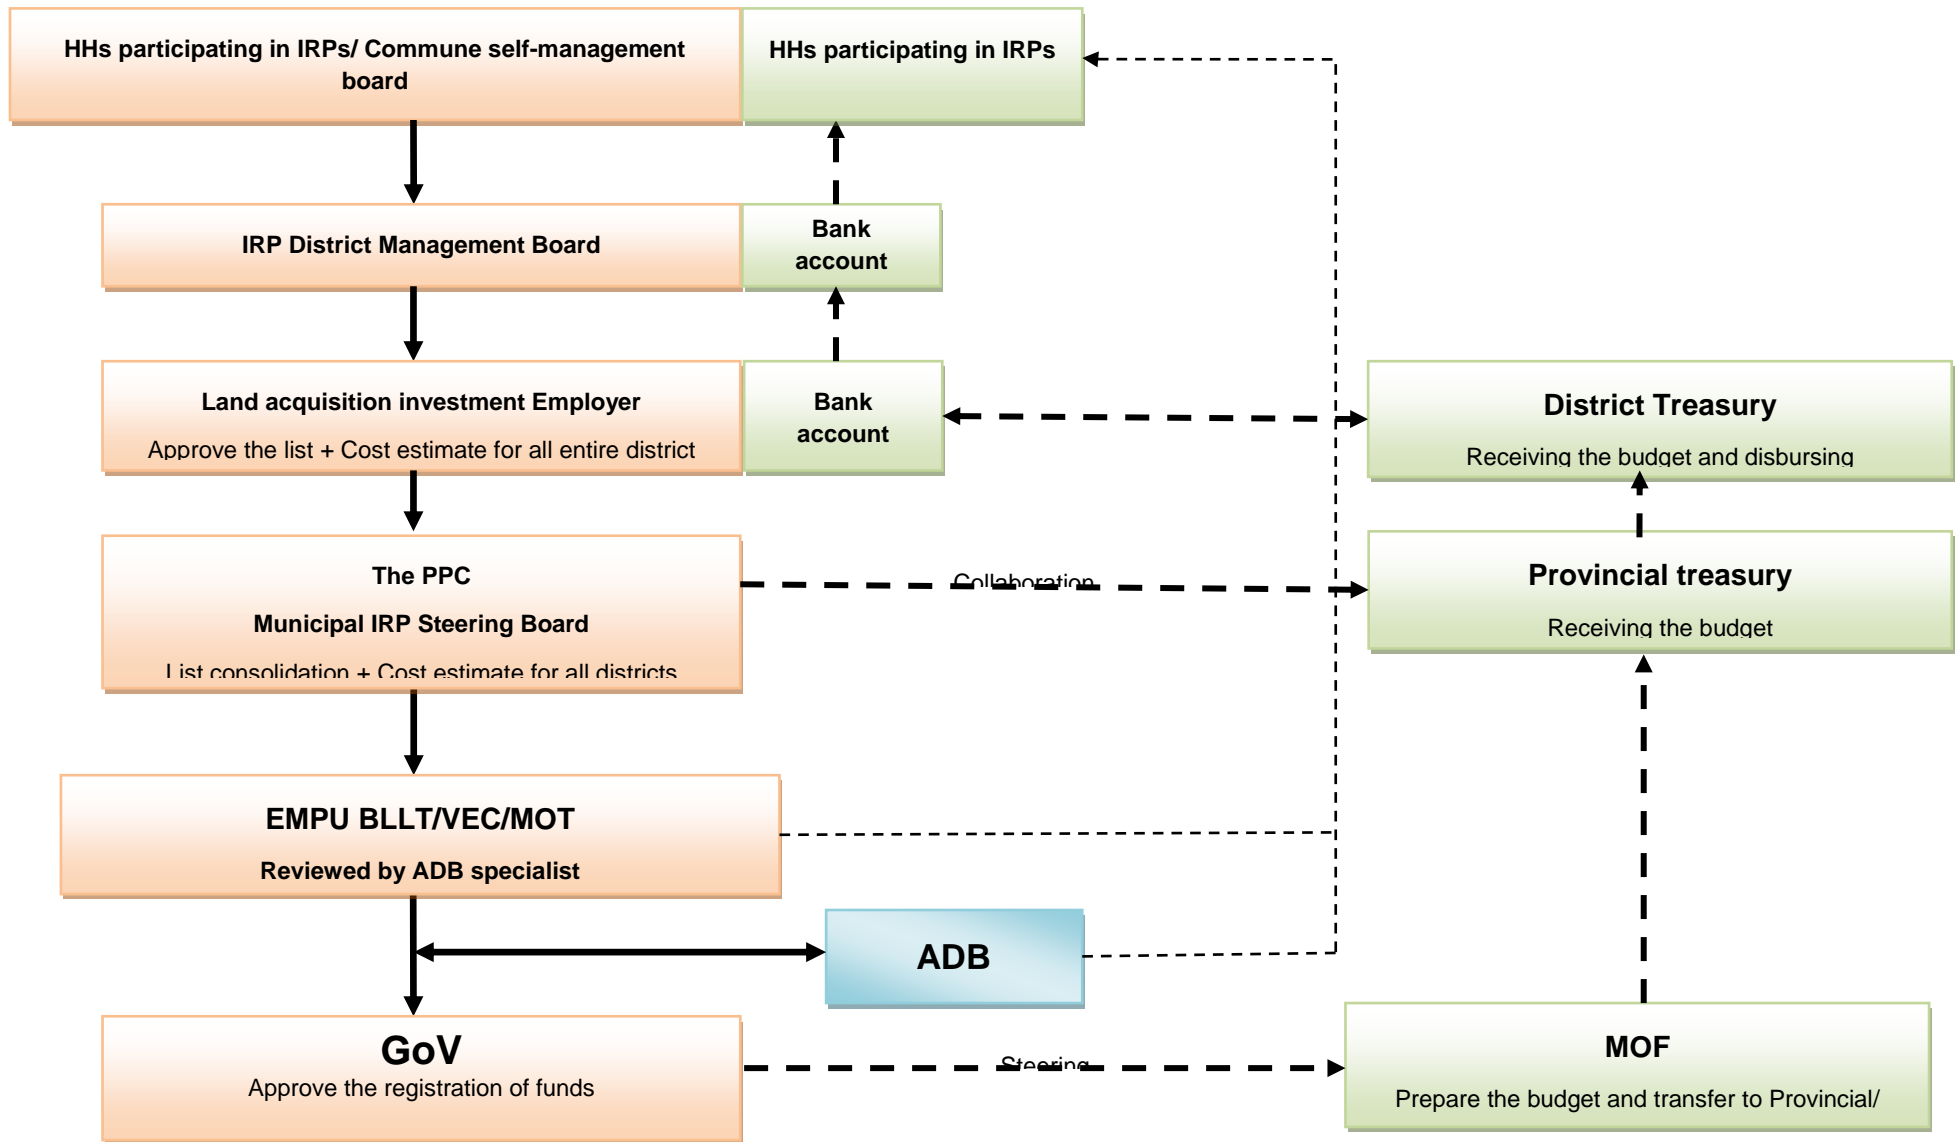 HHs participating in IRPs/ Commune self-management
board
HHs participating in IRPs
IRP District Management Board
Bank
account
Land acquisition investment Employer
Approve the list + Cost estimate for all entire district
Bank
account
District Treasury
Receiving the budget and disbursing
The PPC
Municipal IRP Steering Board
List consolidation + Cost estimate for all districts
Collaboration
Provincial treasury
Receiving the budget
EMPU BLLT/VEC/MOT
Reviewed by ADB specialist
ADB
GoV
Approve the registration of funds
Steering
MOF
Prepare the budget and transfer to Provincial/